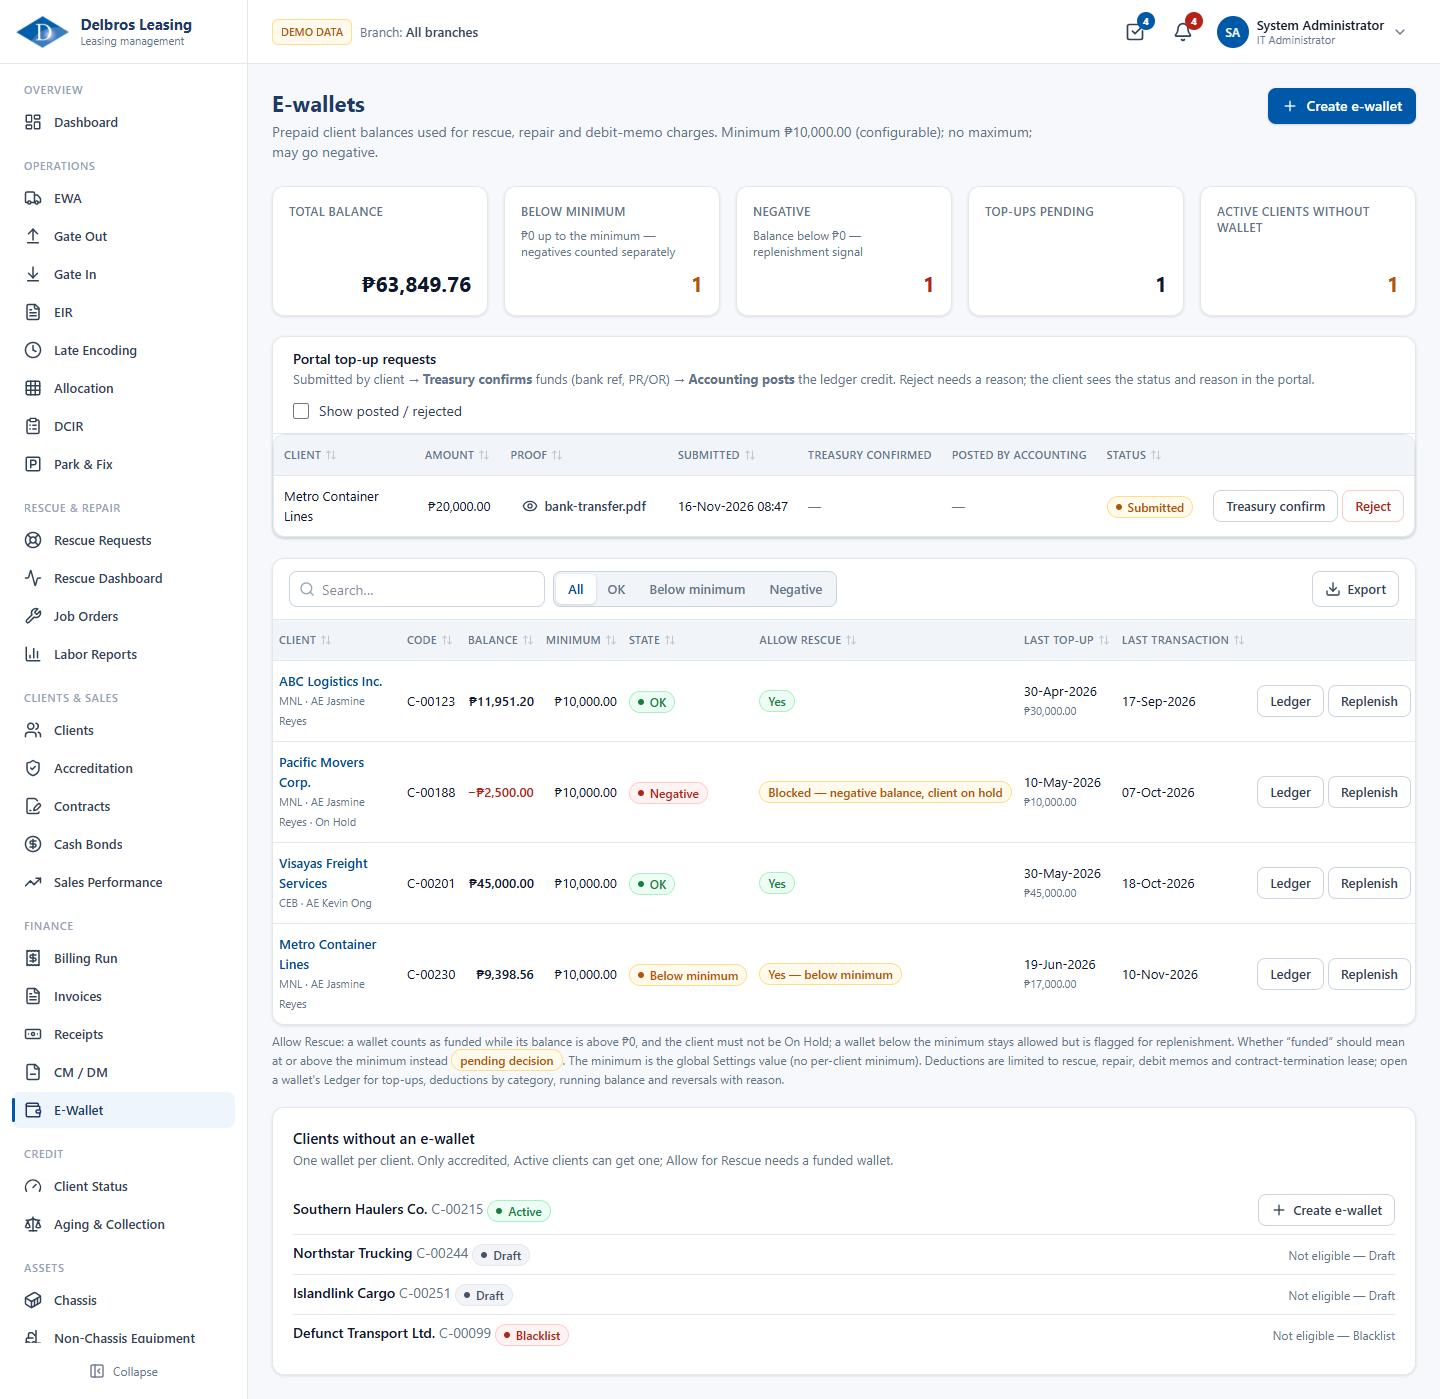 Delbros Leasing
Leasing management
DEMO DATA
Branch: All branches
4
4
SA
System Administrator
IT Administrator
OVERVIEW
Dashboard
OPERATIONS
EWA
Gate Out
Gate In
EIR
Late Encoding
Allocation
DCIR
Park & Fix
RESCUE & REPAIR
Rescue Requests
Rescue Dashboard
Job Orders
Labor Reports
CLIENTS & SALES
Clients
Accreditation
Contracts
Cash Bonds
Sales Performance
FINANCE
Billing Run
Invoices
Receipts
CM / DM
E-Wallet
CREDIT
Client Status
Aging & Collection
ASSETS
Chassis
Non-Chassis Equipment
Collapse
E-wallets
Prepaid client balances used for rescue, repair and debit-memo charges. Minimum ₱10,000.00 (configurable); no maximum;
may go negative.
Create e-wallet
TOTAL BALANCE
₱63,849.76
BELOW MINIMUM
₱0 up to the minimum —
negatives counted separately
1
NEGATIVE
Balance below ₱0 —
replenishment signal
1
TOP-UPS PENDING
1
ACTIVE CLIENTS WITHOUT
WALLET
1
Portal top-up requests
Submitted by client → Treasury confirms funds (bank ref, PR/OR) → Accounting posts the ledger credit. Reject needs a reason; the client sees the status and reason in the portal.
Show posted / rejected
CLIENT AMOUNT PROOF SUBMITTED TREASURY CONFIRMED POSTED BY ACCOUNTING STATUS
Metro Container
Lines
₱20,000.00 bank-transfer.pdf 16-Nov-2026 08:47 — — Submitted Treasury confirm Reject
Search...
All OK Below minimum Negative
Export
CLIENT CODE BALANCE MINIMUM STATE ALLOW RESCUE LAST TOP-UP LAST TRANSACTION
ABC Logistics Inc.
MNL · AE Jasmine
Reyes
C-00123 ₱11,951.20 ₱10,000.00 OK Yes
30-Apr-2026
₱30,000.00
17-Sep-2026 Ledger Replenish
Pacific Movers
Corp.
MNL · AE Jasmine
Reyes · On Hold
C-00188 −₱2,500.00 ₱10,000.00 Negative Blocked — negative balance, client on hold
10-May-2026
₱10,000.00
07-Oct-2026 Ledger Replenish
Visayas Freight
Services
CEB · AE Kevin Ong
C-00201 ₱45,000.00 ₱10,000.00 OK Yes
30-May-2026
₱45,000.00
18-Oct-2026 Ledger Replenish
Metro Container
Lines
MNL · AE Jasmine
Reyes
C-00230 ₱9,398.56 ₱10,000.00 Below minimum Yes — below minimum
19-Jun-2026
₱17,000.00
10-Nov-2026 Ledger Replenish
Allow Rescue: a wallet counts as funded while its balance is above ₱0, and the client must not be On Hold; a wallet below the minimum stays allowed but is flagged for replenishment. Whether “funded” should mean
at or above the minimum instead pending decision. The minimum is the global Settings value (no per-client minimum). Deductions are limited to rescue, repair, debit memos and contract-termination lease; open
a wallet's Ledger for top-ups, deductions by category, running balance and reversals with reason.
Clients without an e-wallet
One wallet per client. Only accredited, Active clients can get one; Allow for Rescue needs a funded wallet.
Southern Haulers Co. C-00215 Active Create e-wallet
Northstar Trucking C-00244 Draft Not eligible — Draft
Islandlink Cargo C-00251 Draft Not eligible — Draft
Defunct Transport Ltd. C-00099 Blacklist Not eligible — Blacklist